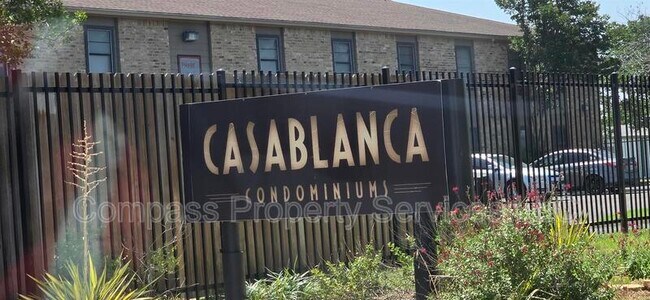 CASABLANCA
CONDOMINIUMS
Compass Property Services